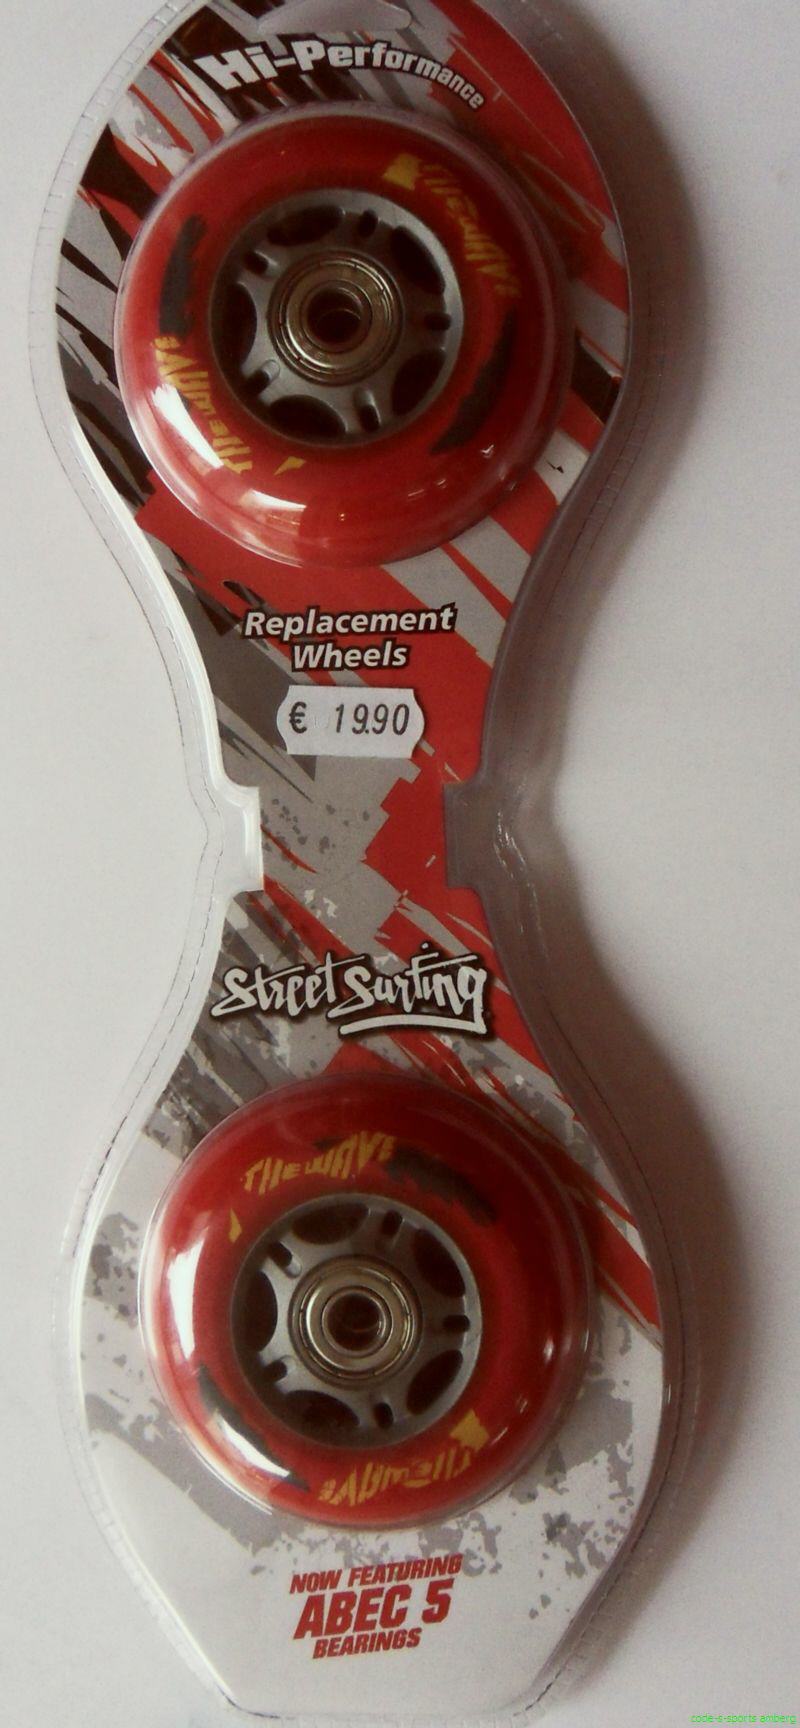 Hi-Performance
THE WAVE
THE WAVE
Replacement
Wheels
€ 19.90
Street Surfing
THE WAVE
THE WAVE
NOW FEATURING
ABEC 5
BEARINGS
code-s-sports amberg